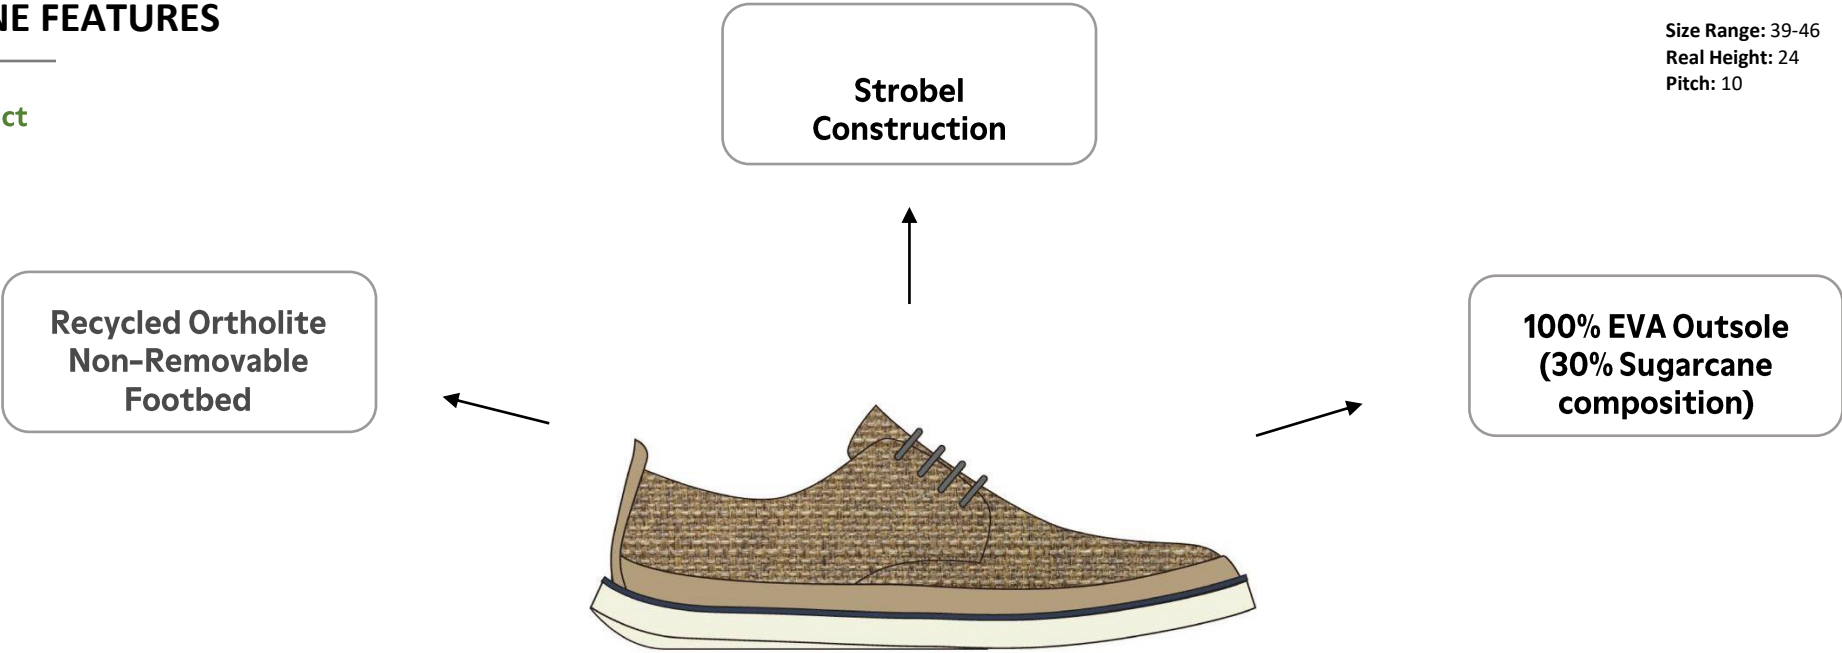 NE FEATURES
ct
Size Range: 39-46
Real Height: 24
Pitch: 10
Strobel
Construction
Recycled Ortholite
Non-Removable
Footbed
100% EVA Outsole
(30% Sugarcane
composition)